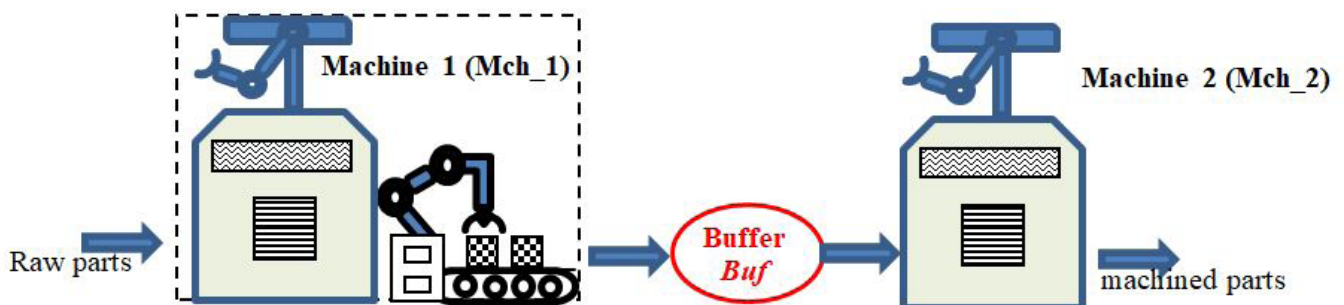 Machine 1 (Mch_1)
Machine 2 (Mch_2)
Raw parts
Buffer
Buf
machined parts